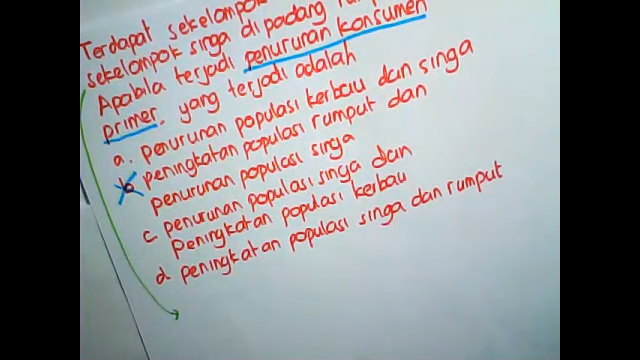 Terdapat sekelompok
sekelompok singa di padang
Apabila terjadi penurunan konsumen
primer, yang terjadi adalah
a. penurunan populasi kerbau dan singa
b. peningkatan populasi rumput dan
penurunan populasi singa
c. penurunan populasi singa dan
Peningkatan populasi kerbau
d. peningkatan populasi singa dan rumput